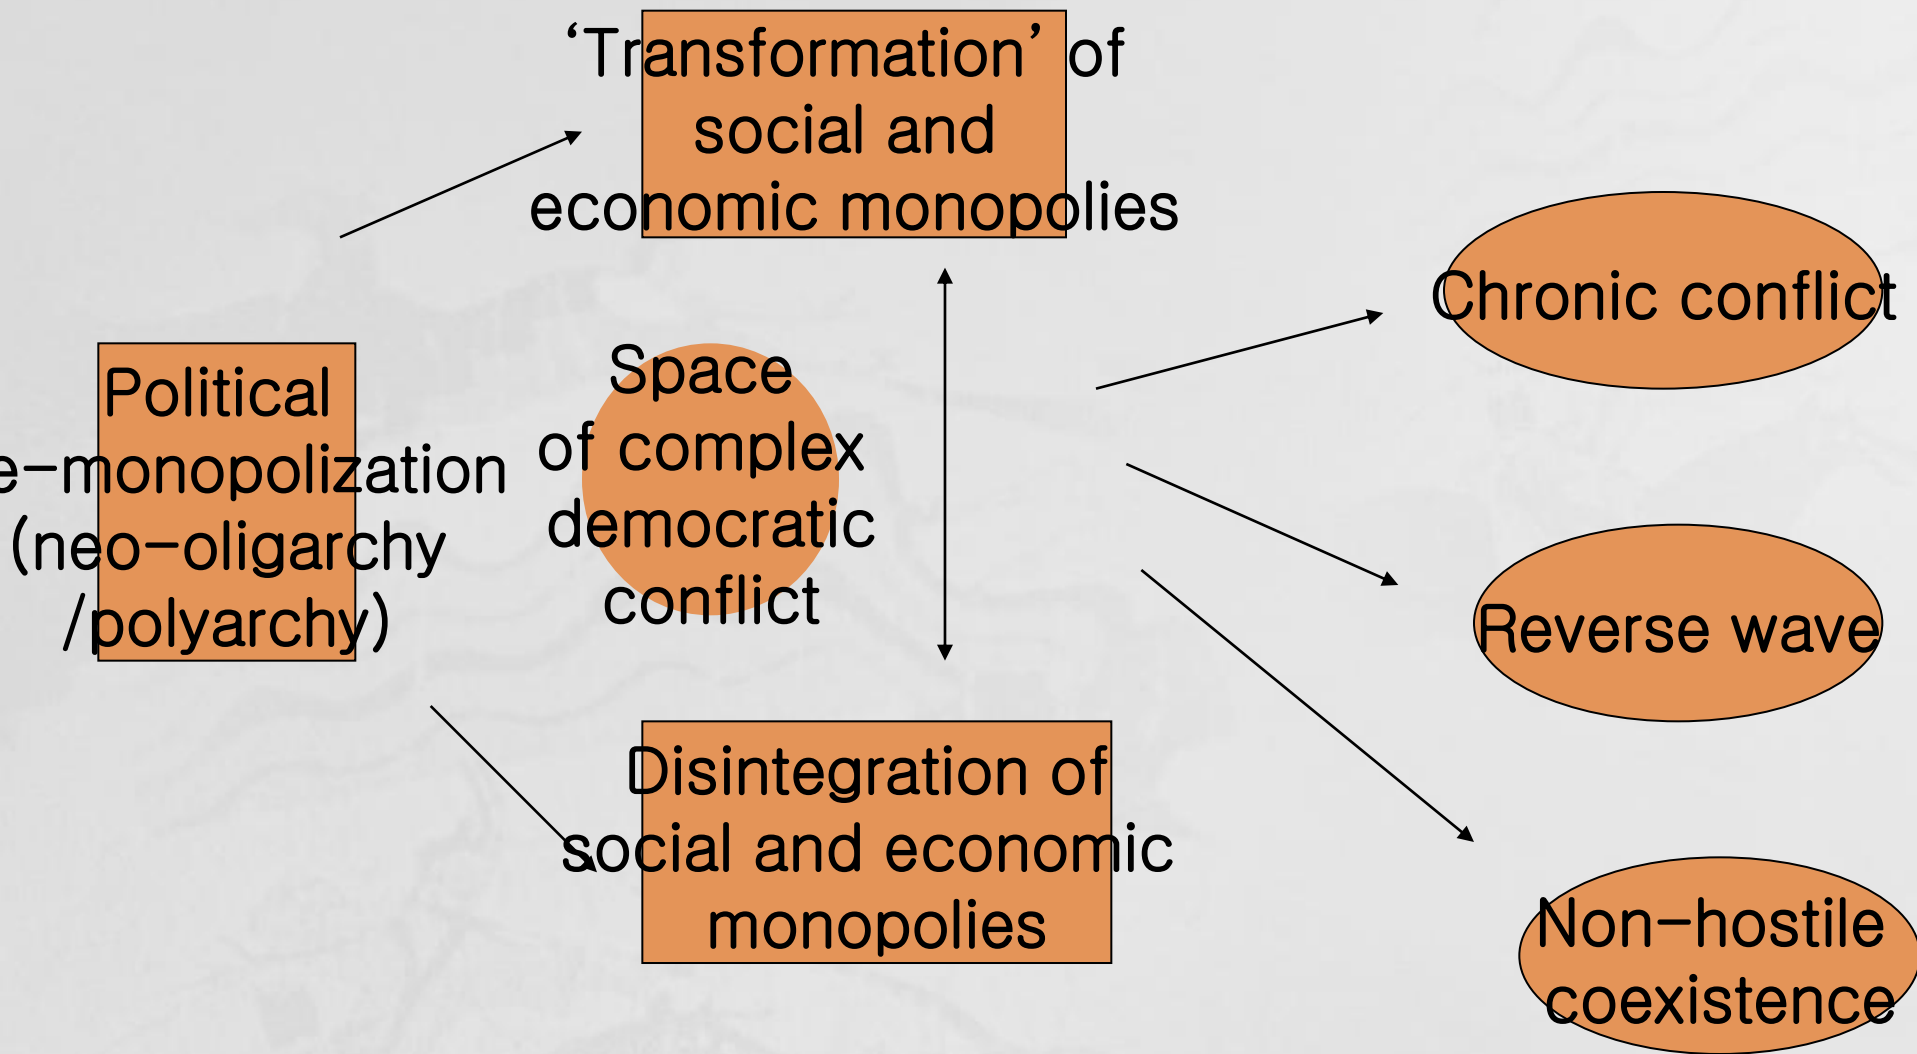 ‘Transformation’ of
social and
economic monopolies
Political
e-monopolization
(neo-oligarchy
/polyarchy)
Space
of complex
democratic
conflict
Disintegration of
social and economic
monopolies
Chronic conflict
Reverse wave
Non-hostile
coexistence